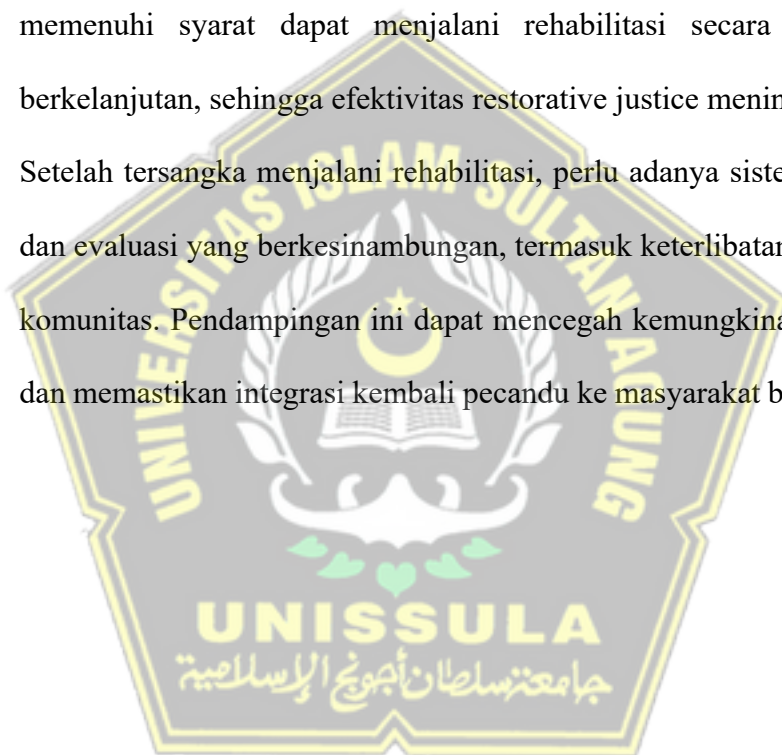 memenuhi syarat dapat menjalani rehabilitasi secara
berkelanjutan, sehingga efektivitas restorative justice menin
Setelah tersangka menjalani rehabilitasi, perlu adanya siste
dan evaluasi yang berkesinambungan, termasuk keterlibatan
komunitas. Pendampingan ini dapat mencegah kemungkina
dan memastikan integrasi kembali pecandu ke masyarakat b
UNIVERSITAS ISLAM SULTAN AGUNG
UNISSULA
جامعة سلطان أجونج الإسلامية